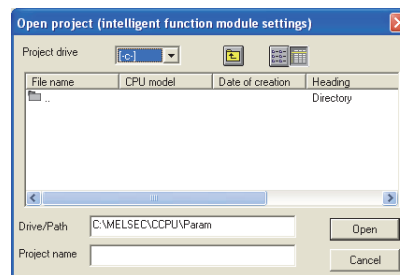 Open project (intelligent function module settings)
Project drive [-c-]
File name CPU model Date of creation Heading
.. Directory
Drive/Path C:\MELSEC\CCPU\Param Open
Project name Cancel